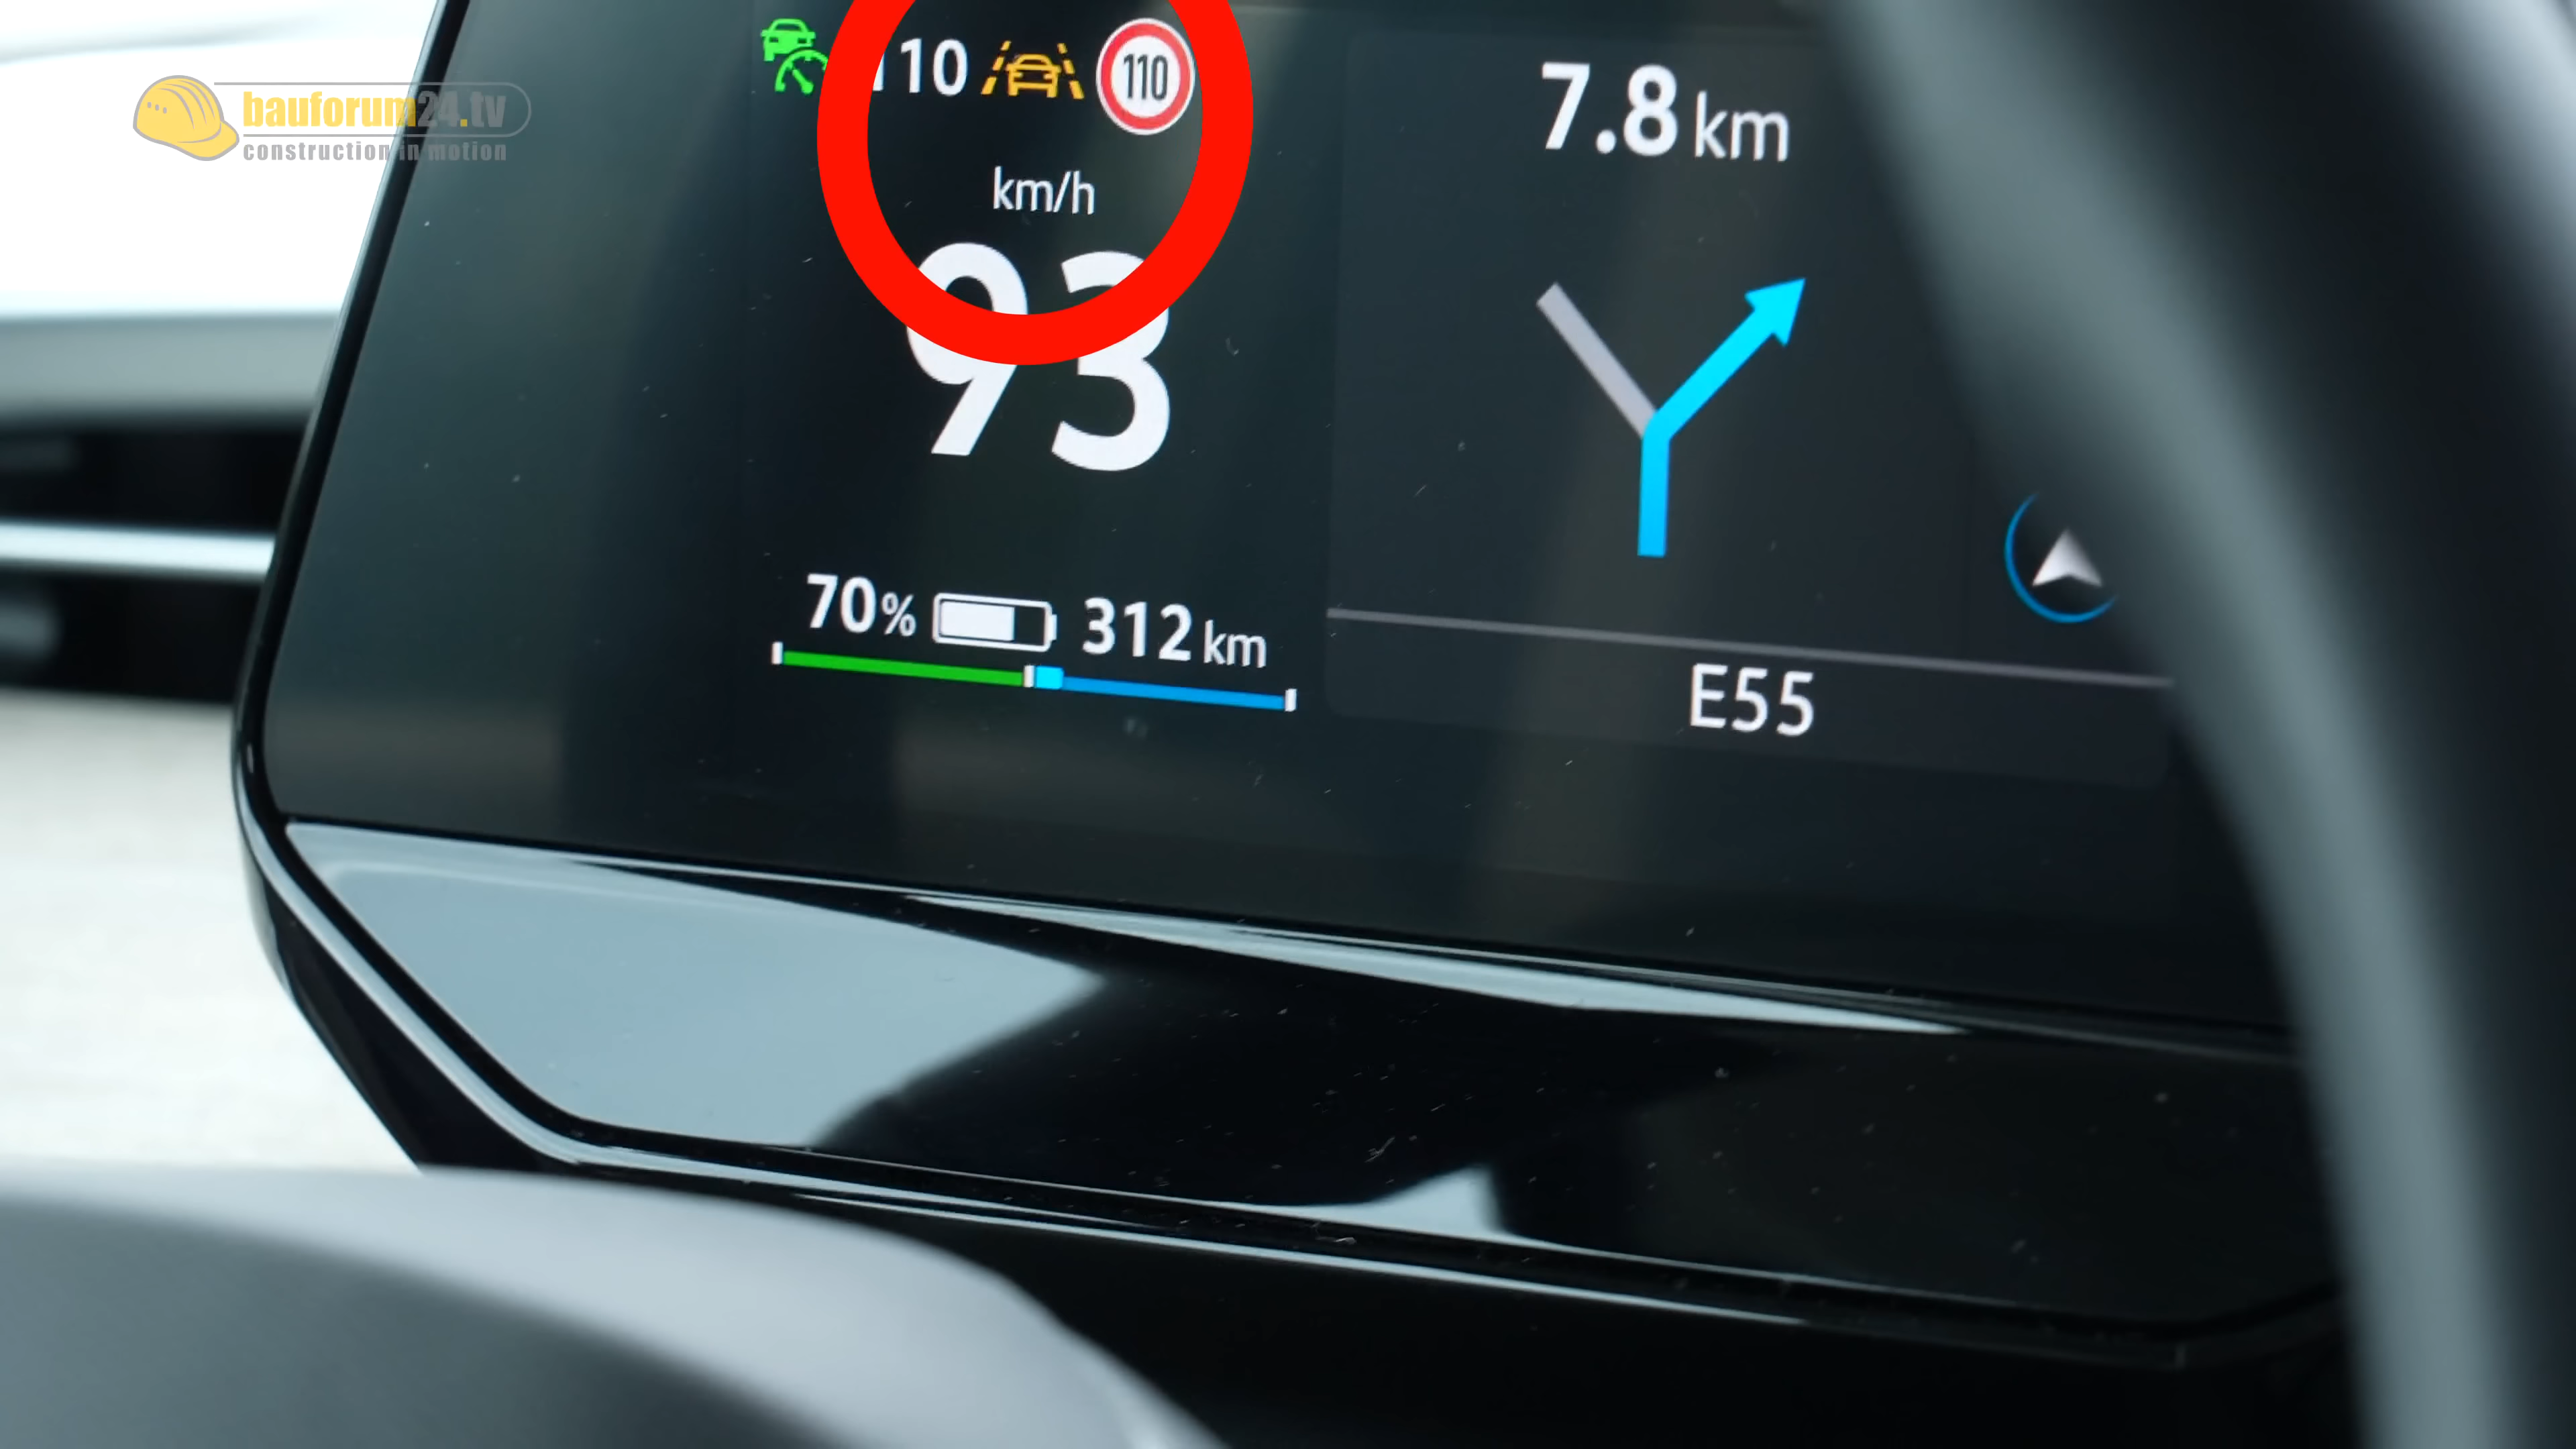 bauforum24.tv
construction in motion
110
110
km/h
93
70% 312 km
7.8 km
E55